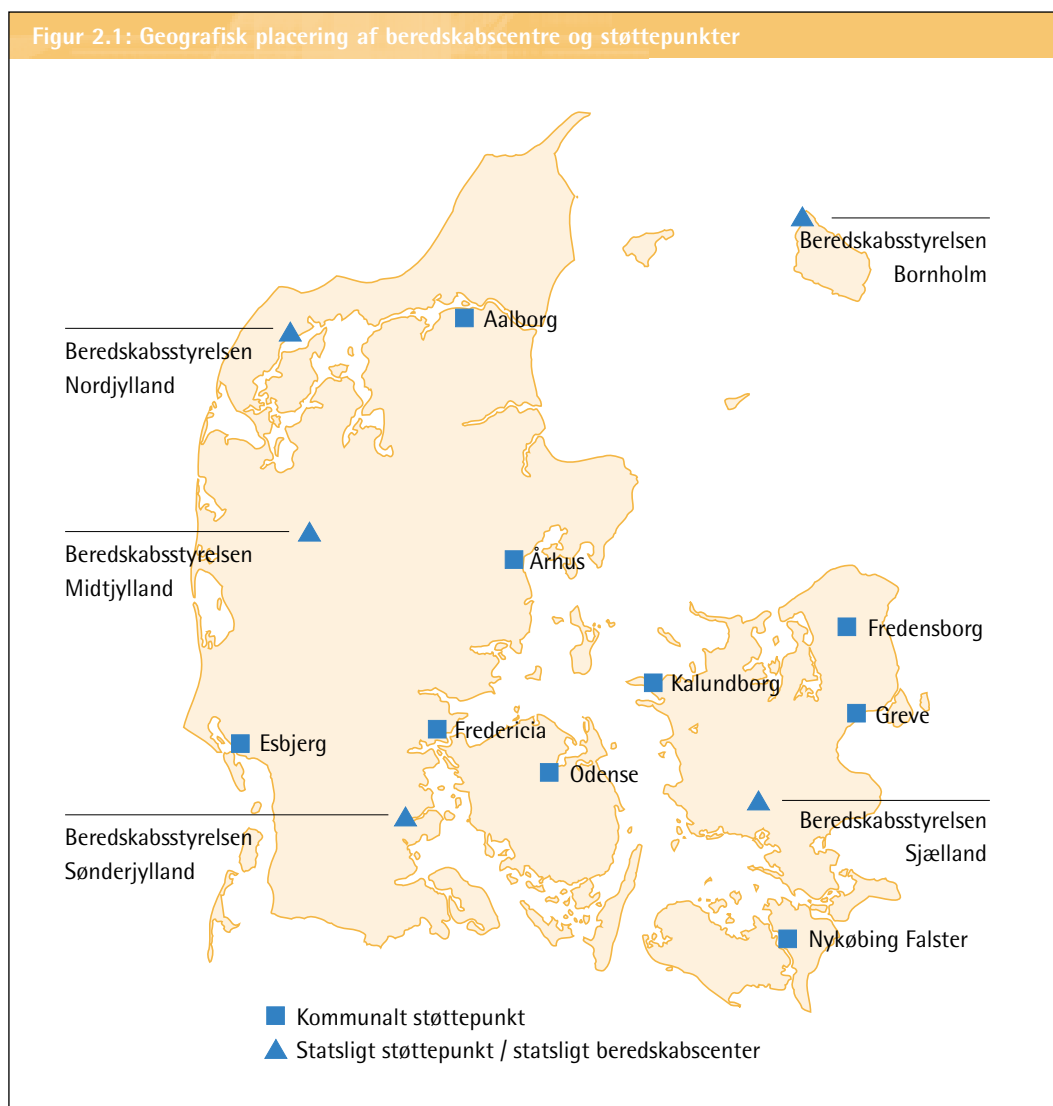 Figur 2.1: Geografisk placering af beredskabscentre og støttepunkter
Beredskabsstyrelsen
Bornholm
Aalborg
Beredskabsstyrelsen
Nordjylland
Beredskabsstyrelsen
Midtjylland
Århus
Fredensborg
Kalundborg
Greve
Fredericia
Esbjerg
Odense
Beredskabsstyrelsen
Sjælland
Beredskabsstyrelsen
Sønderjylland
Nykøbing Falster
Kommunalt støttepunkt
Statsligt støttepunkt / statsligt beredskabscenter